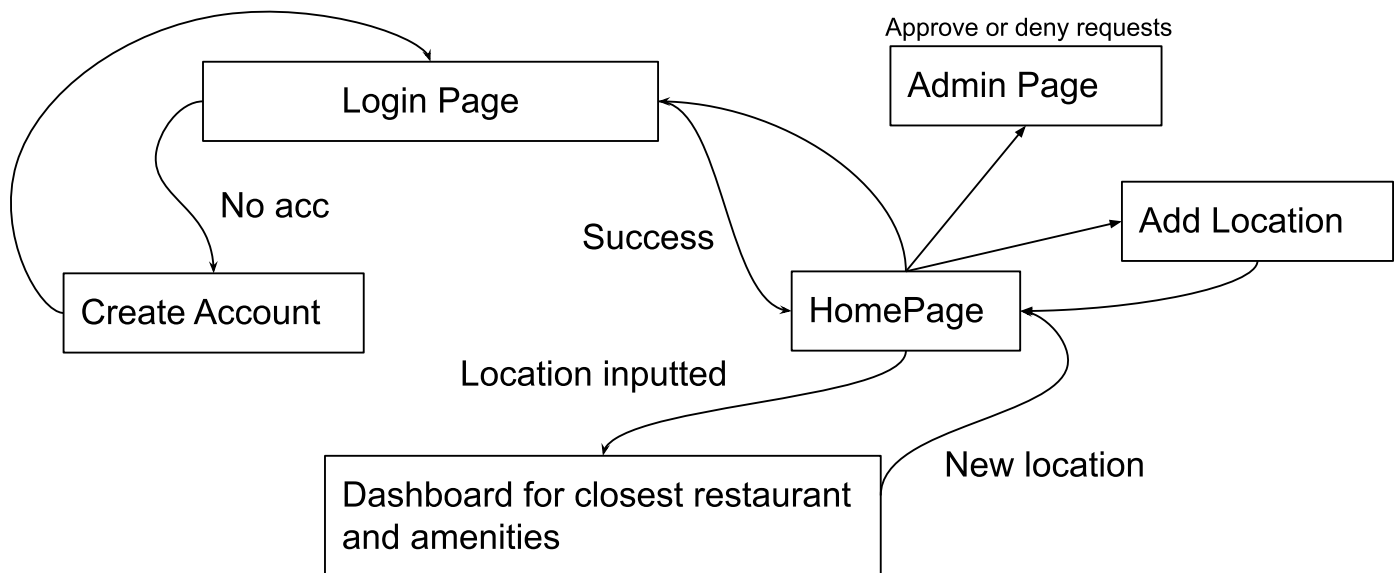 Approve or deny requests
Login Page
Admin Page
No acc
Success
Add Location
Create Account
HomePage
Location inputted
New location
Dashboard for closest restaurant
and amenities